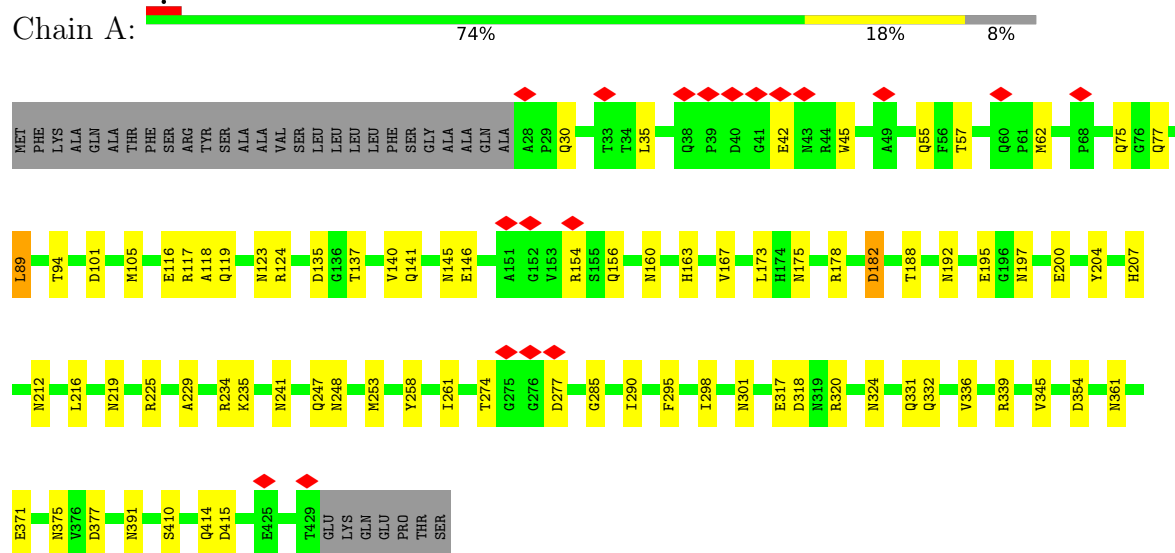 Chain A:
74% 18% 8%
MET PHE LYS ALA GLN ALA THR PHE SER ARG TYR SER ALA ALA VAL SER LEU LEU LEU LEU PHE SER GLY ALA ALA GLN ALA A28 P29 Q30 T33 T34 L35 Q38 P39 D40 G41 E42 N43 R44 W45 A49 Q55 F56 T57 Q60 P61 M62 P68 Q75 G76 Q77
L89 T94 D101 M105 E116 R117 A118 Q119 N123 R124 D135 G136 T137 V140 Q141 N145 E146 A151 G152 V153 R154 S155 Q156 N160 H163 V167 L173 H174 N175 R178 D182 T188 N192 E195 G196 N197 E200 Y204 H207
N212 L216 N219 R225 A229 R234 K235 N241 Q247 N248 M253 Y258 I261 T274 G275 G276 D277 G285 I290 F295 I298 N301 E317 D318 N319 R320 N324 Q331 Q332 V336 R339 V345 D354 N361
E371 N375 V376 D377 N391 S410 Q414 D415 E425 T429 GLU LYS GLN GLU PRO THR SER